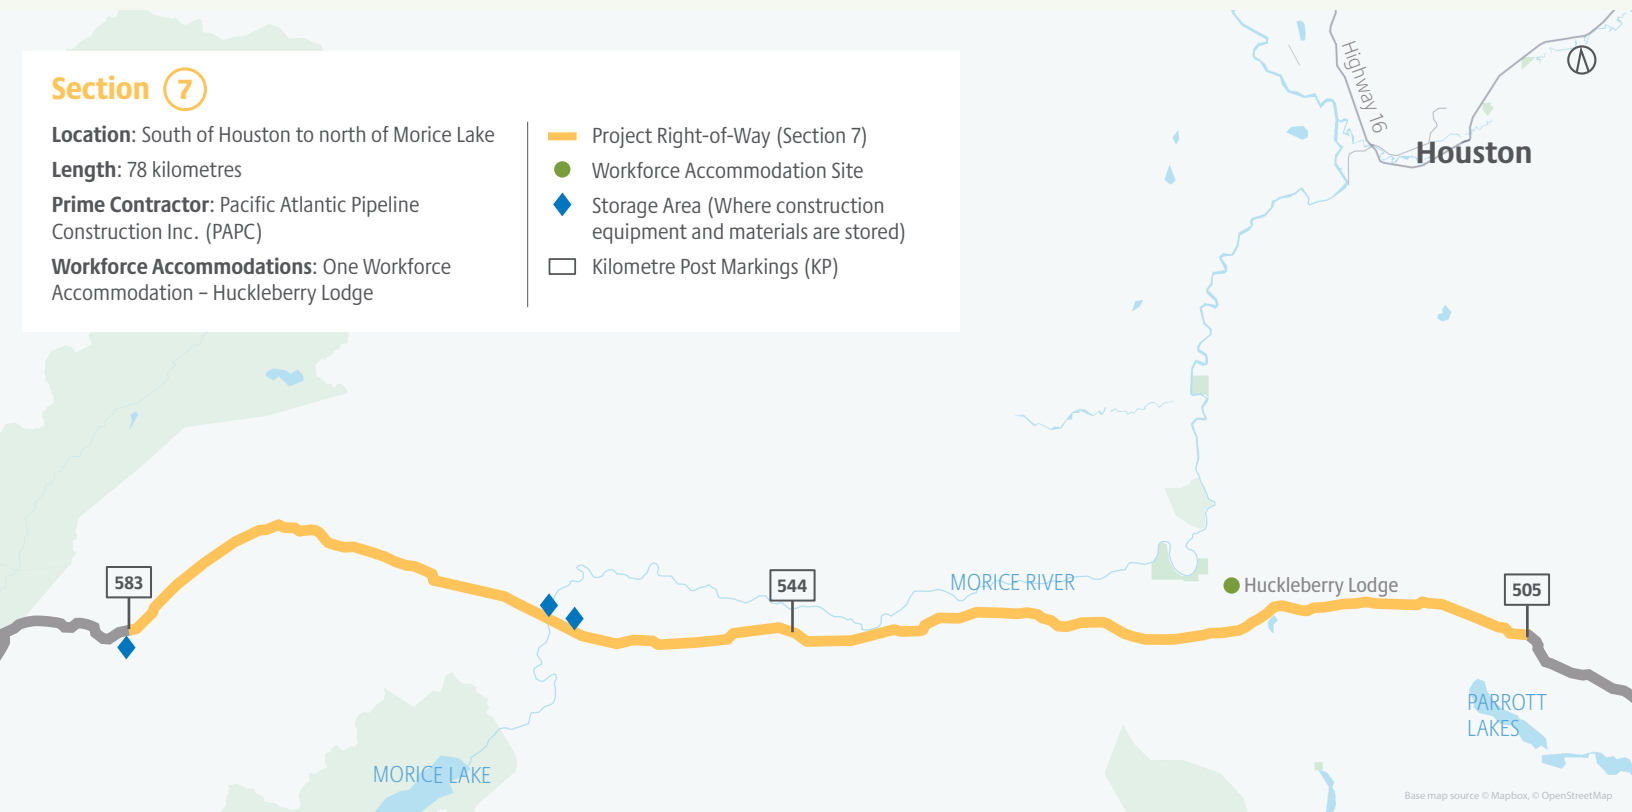 Section 7
Location: South of Houston to north of Morice Lake
Length: 78 kilometres
Prime Contractor: Pacific Atlantic Pipeline
Construction Inc. (PAPC)
Workforce Accommodations: One Workforce
Accommodation – Huckleberry Lodge
Project Right-of-Way (Section 7)
Workforce Accommodation Site
Storage Area (Where construction
equipment and materials are stored)
Kilometre Post Markings (KP)
Highway 16
Houston
583
544
MORICE RIVER
Huckleberry Lodge
505
PARROTT
LAKES
MORICE LAKE
Base map source © Mapbox, © OpenStreetMap